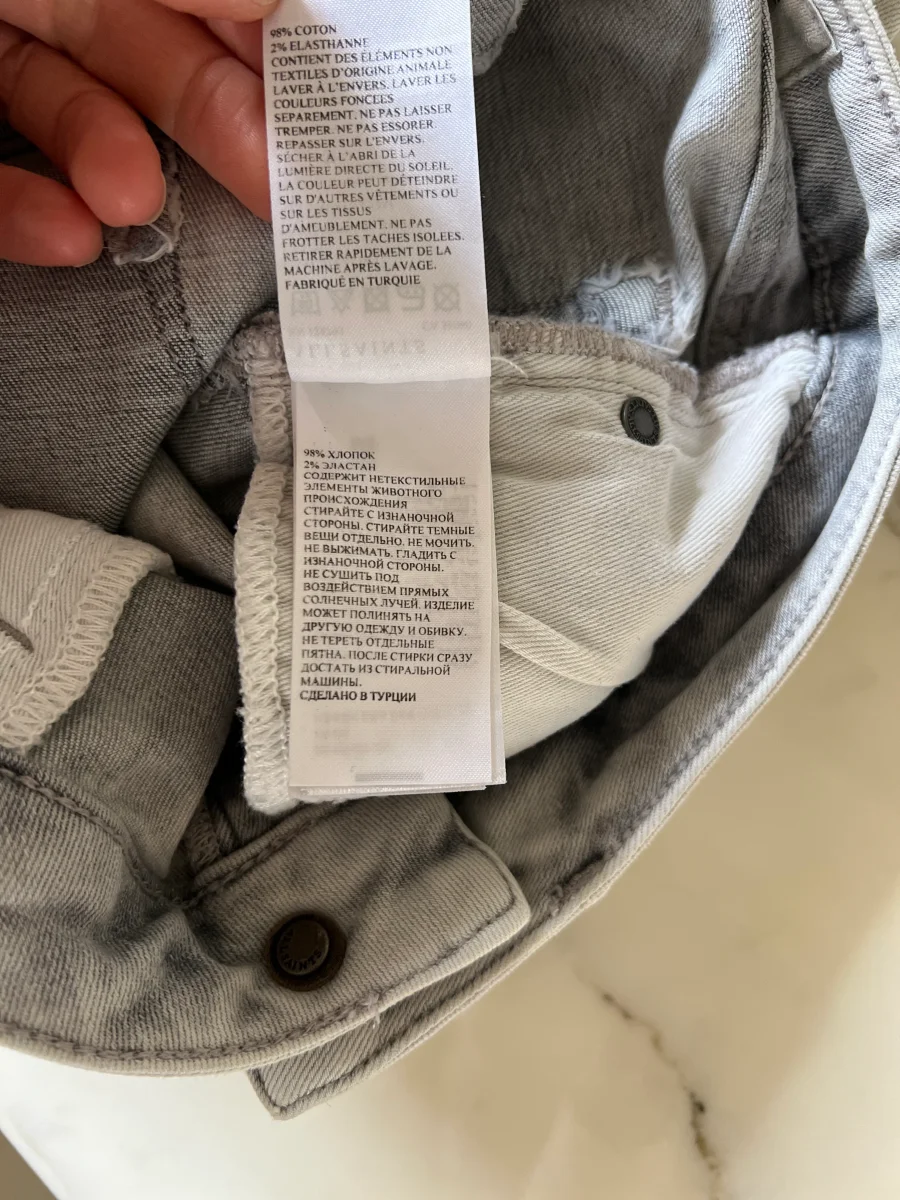 98% COTON
2% ELASTHANNE
CONTIENT DES ÉLÉMENTS NON
TEXTILES D'ORIGINE ANIMALE
LAVER À L'ENVERS. LAVER LES
COULEURS FONCÉES
SEPAREMENT. NE PAS LAISSER
TREMPER. NE PAS ESSORER.
REPASSER SUR L'ENVERS.
SÉCHER À L'ABRI DE LA
LUMIÈRE DIRECTE DU SOLEIL.
LA COULEUR PEUT DÉTEINDRE
SUR D'AUTRES VÊTEMENTS OU
SUR LES TISSUS
D'AMEUBLEMENT. NE PAS
FROTTER LES TACHES ISOLEES.
RETIRER RAPIDEMENT DE LA
MACHINE APRÈS LAVAGE.
FABRIQUÉ EN TURQUIE
ALLSAINTS
98% ХЛОПОК
2% ЭЛАСТАН
СОДЕРЖИТ НЕТЕКСТИЛЬНЫЕ
ЭЛЕМЕНТЫ ЖИВОТНОГО
ПРОИСХОЖДЕНИЯ
СТИРАЙТЕ С ИЗНАНОЧНОЙ
СТОРОНЫ. СТИРАЙТЕ ТЕМНЫЕ
ВЕЩИ ОТДЕЛЬНО. НЕ МОЧИТЬ.
НЕ ВЫЖИМАТЬ. ГЛАДИТЬ С
ИЗНАНОЧНОЙ СТОРОНЫ.
НЕ СУШИТЬ ПОД
ВОЗДЕЙСТВИЕМ ПРЯМЫХ
СОЛНЕЧНЫХ ЛУЧЕЙ. ИЗДЕЛИЕ
МОЖЕТ ПОЛИНЯТЬ НА
ДРУГУЮ ОДЕЖДУ И ОБИВКУ.
НЕ ТЕРЕТЬ ОТДЕЛЬНЫЕ
ПЯТНА. ПОСЛЕ СТИРКИ СРАЗУ
ДОСТАТЬ ИЗ СТИРАЛЬНОЙ
МАШИНЫ.
СДЕЛАНО В ТУРЦИИ
ALLSAINTS